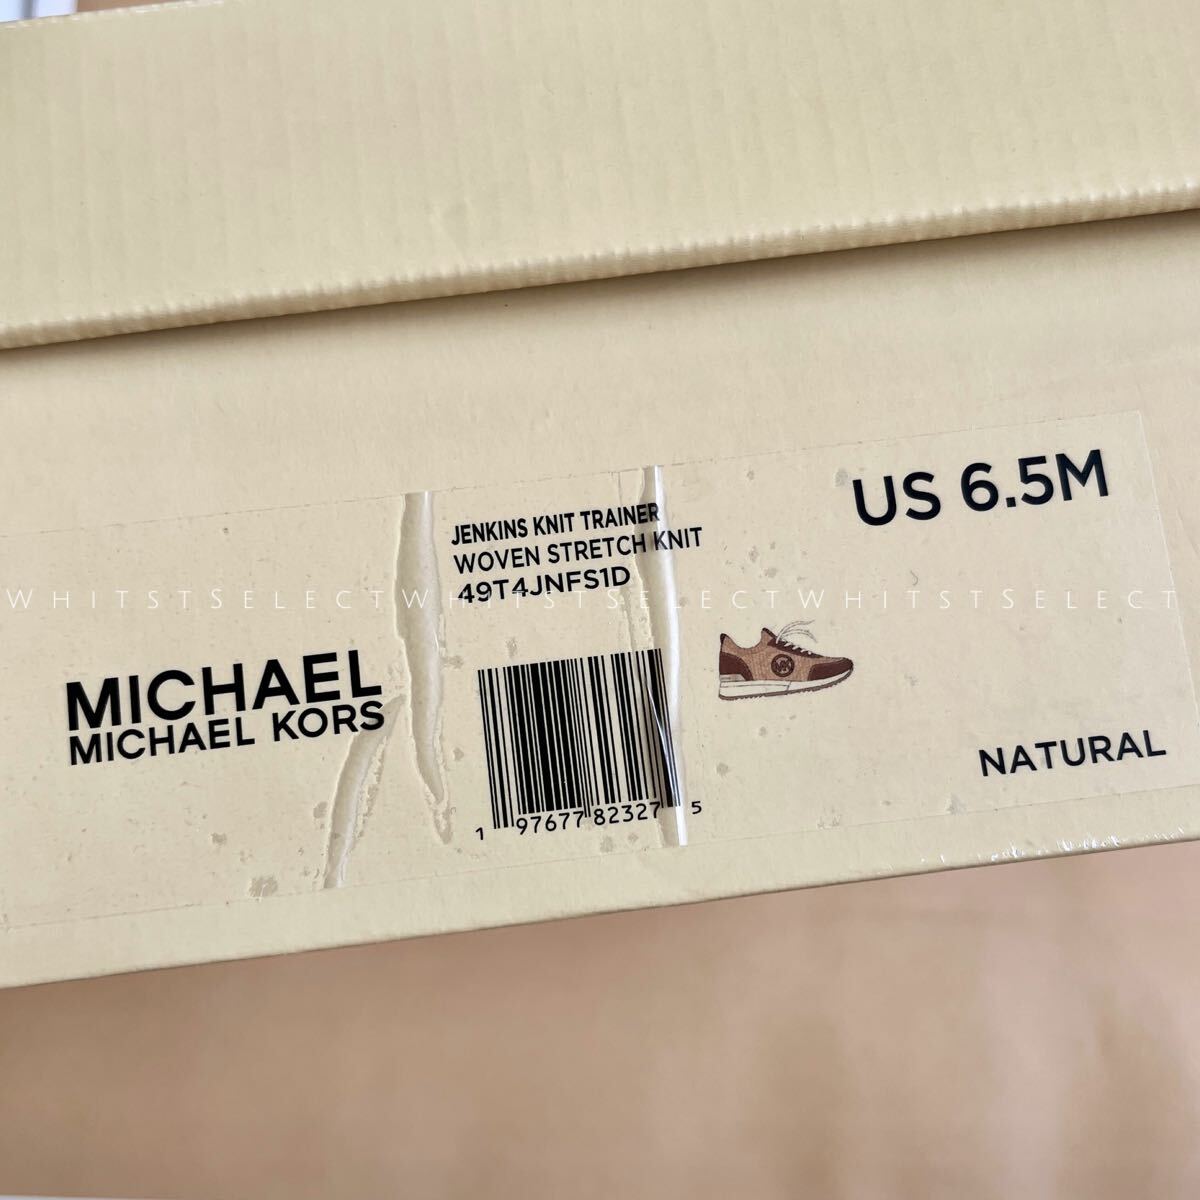 US 6.5M
JENKINS KNIT TRAINER
WOVEN STRETCH KNIT
49T4JNFS1D
WHITSTSELECTWHITSTSELECTWHITSTSELECT
MK
MICHAEL
MICHAEL KORS
NATURAL
1 97677 82327 5